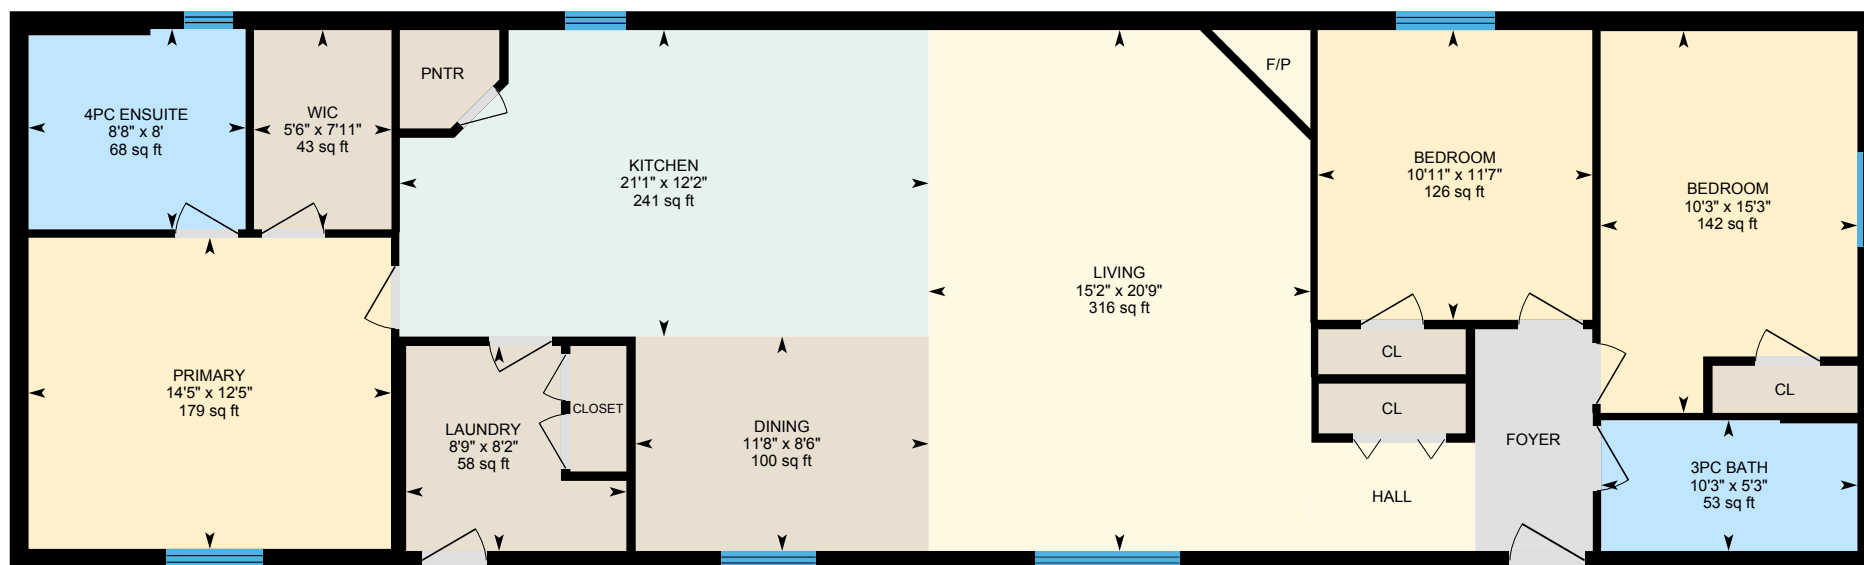 4PC ENSUITE
8'8" x 8'
68 sq ft
WIC
5'6" x 7'11"
43 sq ft
PNTR
KITCHEN
21'1" x 12'2"
241 sq ft
F/P
BEDROOM
10'11" x 11'7"
126 sq ft
BEDROOM
10'3" x 15'3"
142 sq ft
LIVING
15'2" x 20'9"
316 sq ft
PRIMARY
14'5" x 12'5"
179 sq ft
LAUNDRY
8'9" x 8'2"
58 sq ft
CLOSET
DINING
11'8" x 8'6"
100 sq ft
CL
CL
CL
HALL
FOYER
3PC BATH
10'3" x 5'3"
53 sq ft